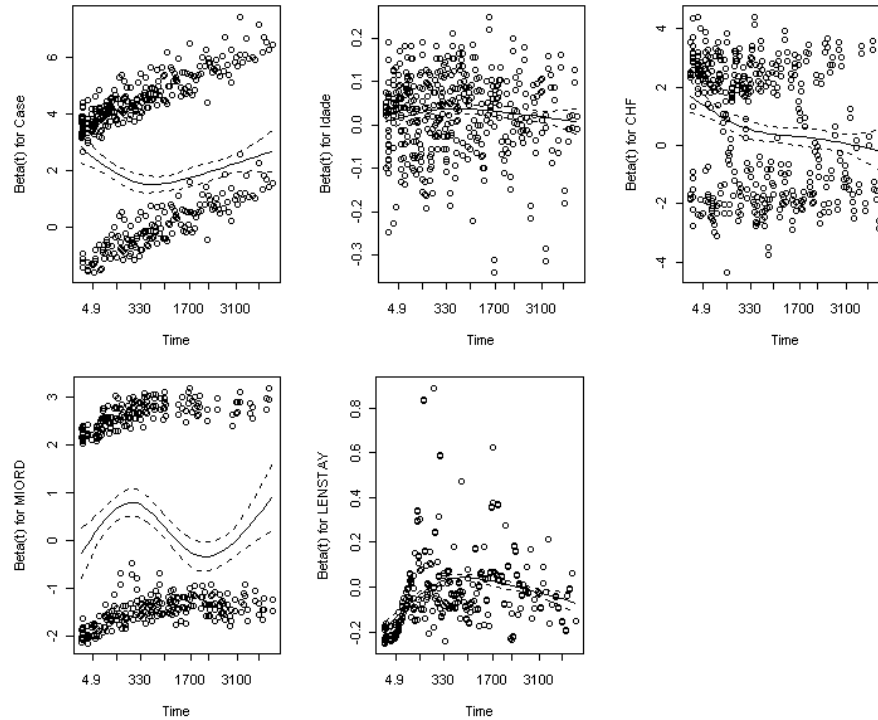 Beta(t) for Case
6
4
2
0
4.9 330 1700 3100
Time
Beta(t) for Idade
0.2
0.1
0.0
-0.1
-0.2
-0.3
4.9 330 1700 3100
Time
Beta(t) for CHF
4
2
0
-2
-4
4.9 330 1700 3100
Time
Beta(t) for MIORD
3
2
1
0
-1
-2
4.9 330 1700 3100
Time
Beta(t) for LENSTAY
0.8
0.6
0.4
0.2
0.0
-0.2
4.9 330 1700 3100
Time